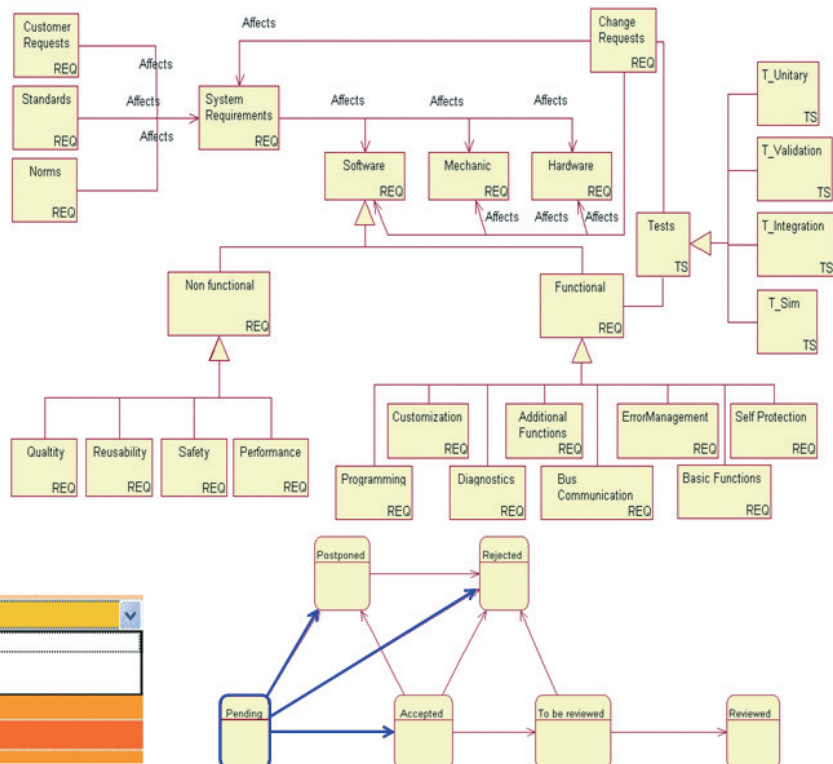 Customer
Requests
REQ
Affects
Change
Requests
REQ
Affects
Standards
REQ
Affects
System
Requirements
REQ
Affects
Affects
Affects
Affects
Norms
REQ
Software
REQ
Mechanic
REQ
Hardware
REQ
Affects
Affects
Affects
Tests
TS
T_Unitary
TS
T_Validation
TS
T_Integration
TS
T_Sim
TS
Non functional
REQ
Functional
REQ
Qualtity
REQ
Reusability
REQ
Safety
REQ
Performance
REQ
Customization
REQ
Additional
Functions
REQ
ErrorManagement
REQ
Self Protection
REQ
Programming
REQ
Diagnostics
REQ
Bus
Communication
REQ
Basic Functions
REQ
Postponed
Rejected
Pending
Accepted
To be reviewed
Reviewed